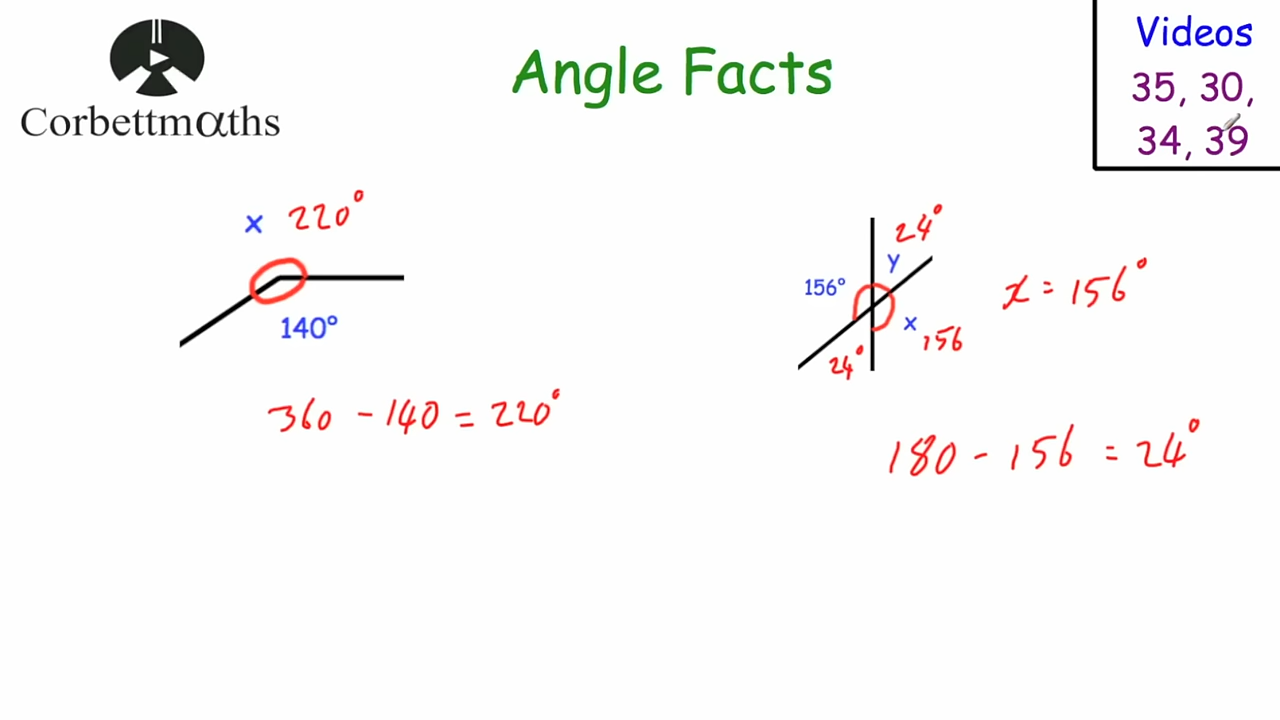 Corbettmαths
Angle Facts
Videos
35, 30,
34, 39
x 220°
140°
360 - 140 = 220°
24°
y
156°
x
156
24°
x = 156°
180 - 156 = 24°